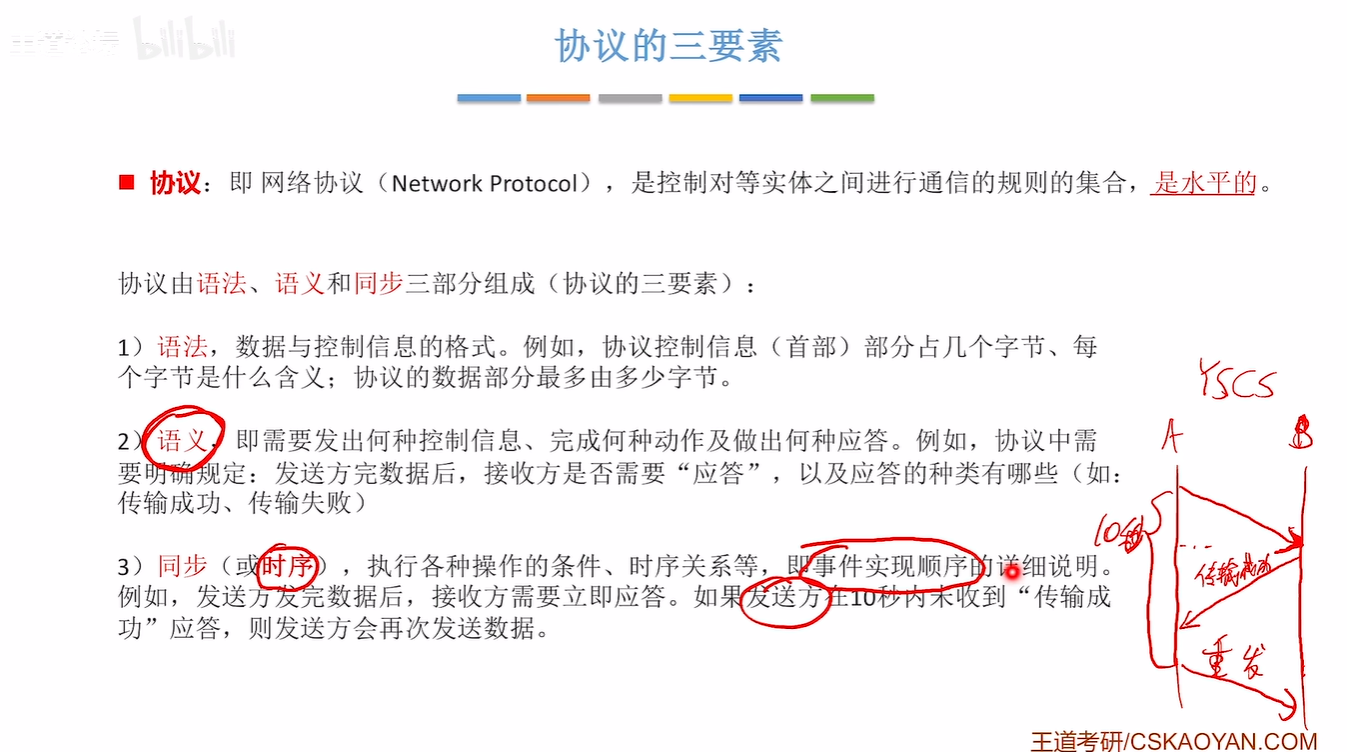 bilibili
协议的三要素
■ 协议：即 网络协议（Network Protocol），是控制对等实体之间进行通信的规则的集合，是水平的。
协议由语法、语义和同步三部分组成（协议的三要素）：
1）语法，数据与控制信息的格式。例如，协议控制信息（首部）部分占几个字节、每
个字节是什么含义；协议的数据部分最多由多少字节。
2）语义，即需要发出何种控制信息、完成何种动作及做出何种应答。例如，协议中需
要明确规定：发送方完数据后，接收方是否需要“应答”，以及应答的种类有哪些（如：
传输成功、传输失败）
3）同步（或时序），执行各种操作的条件、时序关系等，即事件实现顺序的详细说明。
例如，发送方发完数据后，接收方需要立即应答。如果发送方在10秒内未收到“传输成
功”应答，则发送方会再次发送数据。
YSCS
A B
10秒
传输成功
重发
王道考研/CSKAOYAN.COM